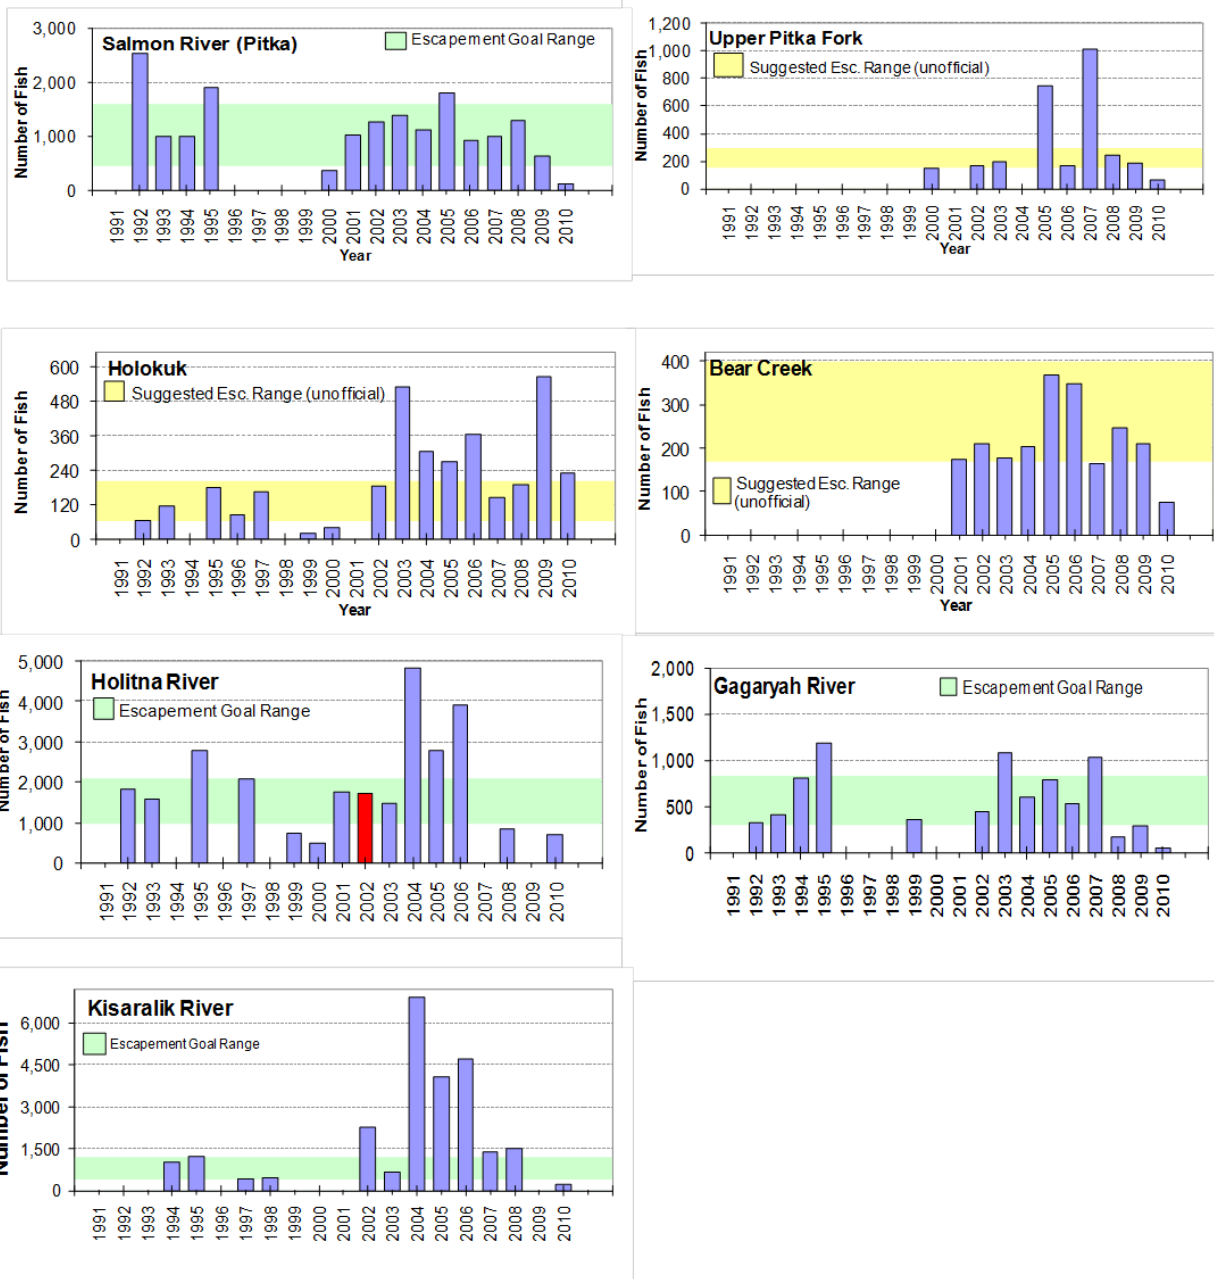 Salmon River (Pitka)
Escapement Goal Range
Number of Fish
3,000
2,000
1,000
0
1991 1992 1993 1994 1995 1996 1997 1998 1999 2000 2001 2002 2003 2004 2005 2006 2007 2008 2009 2010
Year
Upper Pitka Fork
Suggested Esc. Range (unofficial)
Number of Fish
1,200
1,000
800
600
400
200
0
1991 1992 1993 1994 1995 1996 1997 1998 1999 2000 2001 2002 2003 2004 2005 2006 2007 2008 2009 2010
Year
Holokuk
Suggested Esc. Range (unofficial)
Number of Fish
600
480
360
240
120
0
1991 1992 1993 1994 1995 1996 1997 1998 1999 2000 2001 2002 2003 2004 2005 2006 2007 2008 2009 2010
Year
Bear Creek
Suggested Esc. Range
(unofficial)
Number of Fish
400
300
200
100
0
1991 1992 1993 1994 1995 1996 1997 1998 1999 2000 2001 2002 2003 2004 2005 2006 2007 2008 2009 2010
Year
Holitna River
Escapement Goal Range
Number of Fish
5,000
4,000
3,000
2,000
1,000
0
1991 1992 1993 1994 1995 1996 1997 1998 1999 2000 2001 2002 2003 2004 2005 2006 2007 2008 2009 2010
Gagaryah River
Escapement Goal Range
Number of Fish
2,000
1,500
1,000
500
0
1991 1992 1993 1994 1995 1996 1997 1998 1999 2000 2001 2002 2003 2004 2005 2006 2007 2008 2009 2010
Kisaralik River
Escapement Goal Range
Number of Fish
6,000
4,500
3,000
1,500
0
1991 1992 1993 1994 1995 1996 1997 1998 1999 2000 2001 2002 2003 2004 2005 2006 2007 2008 2009 2010